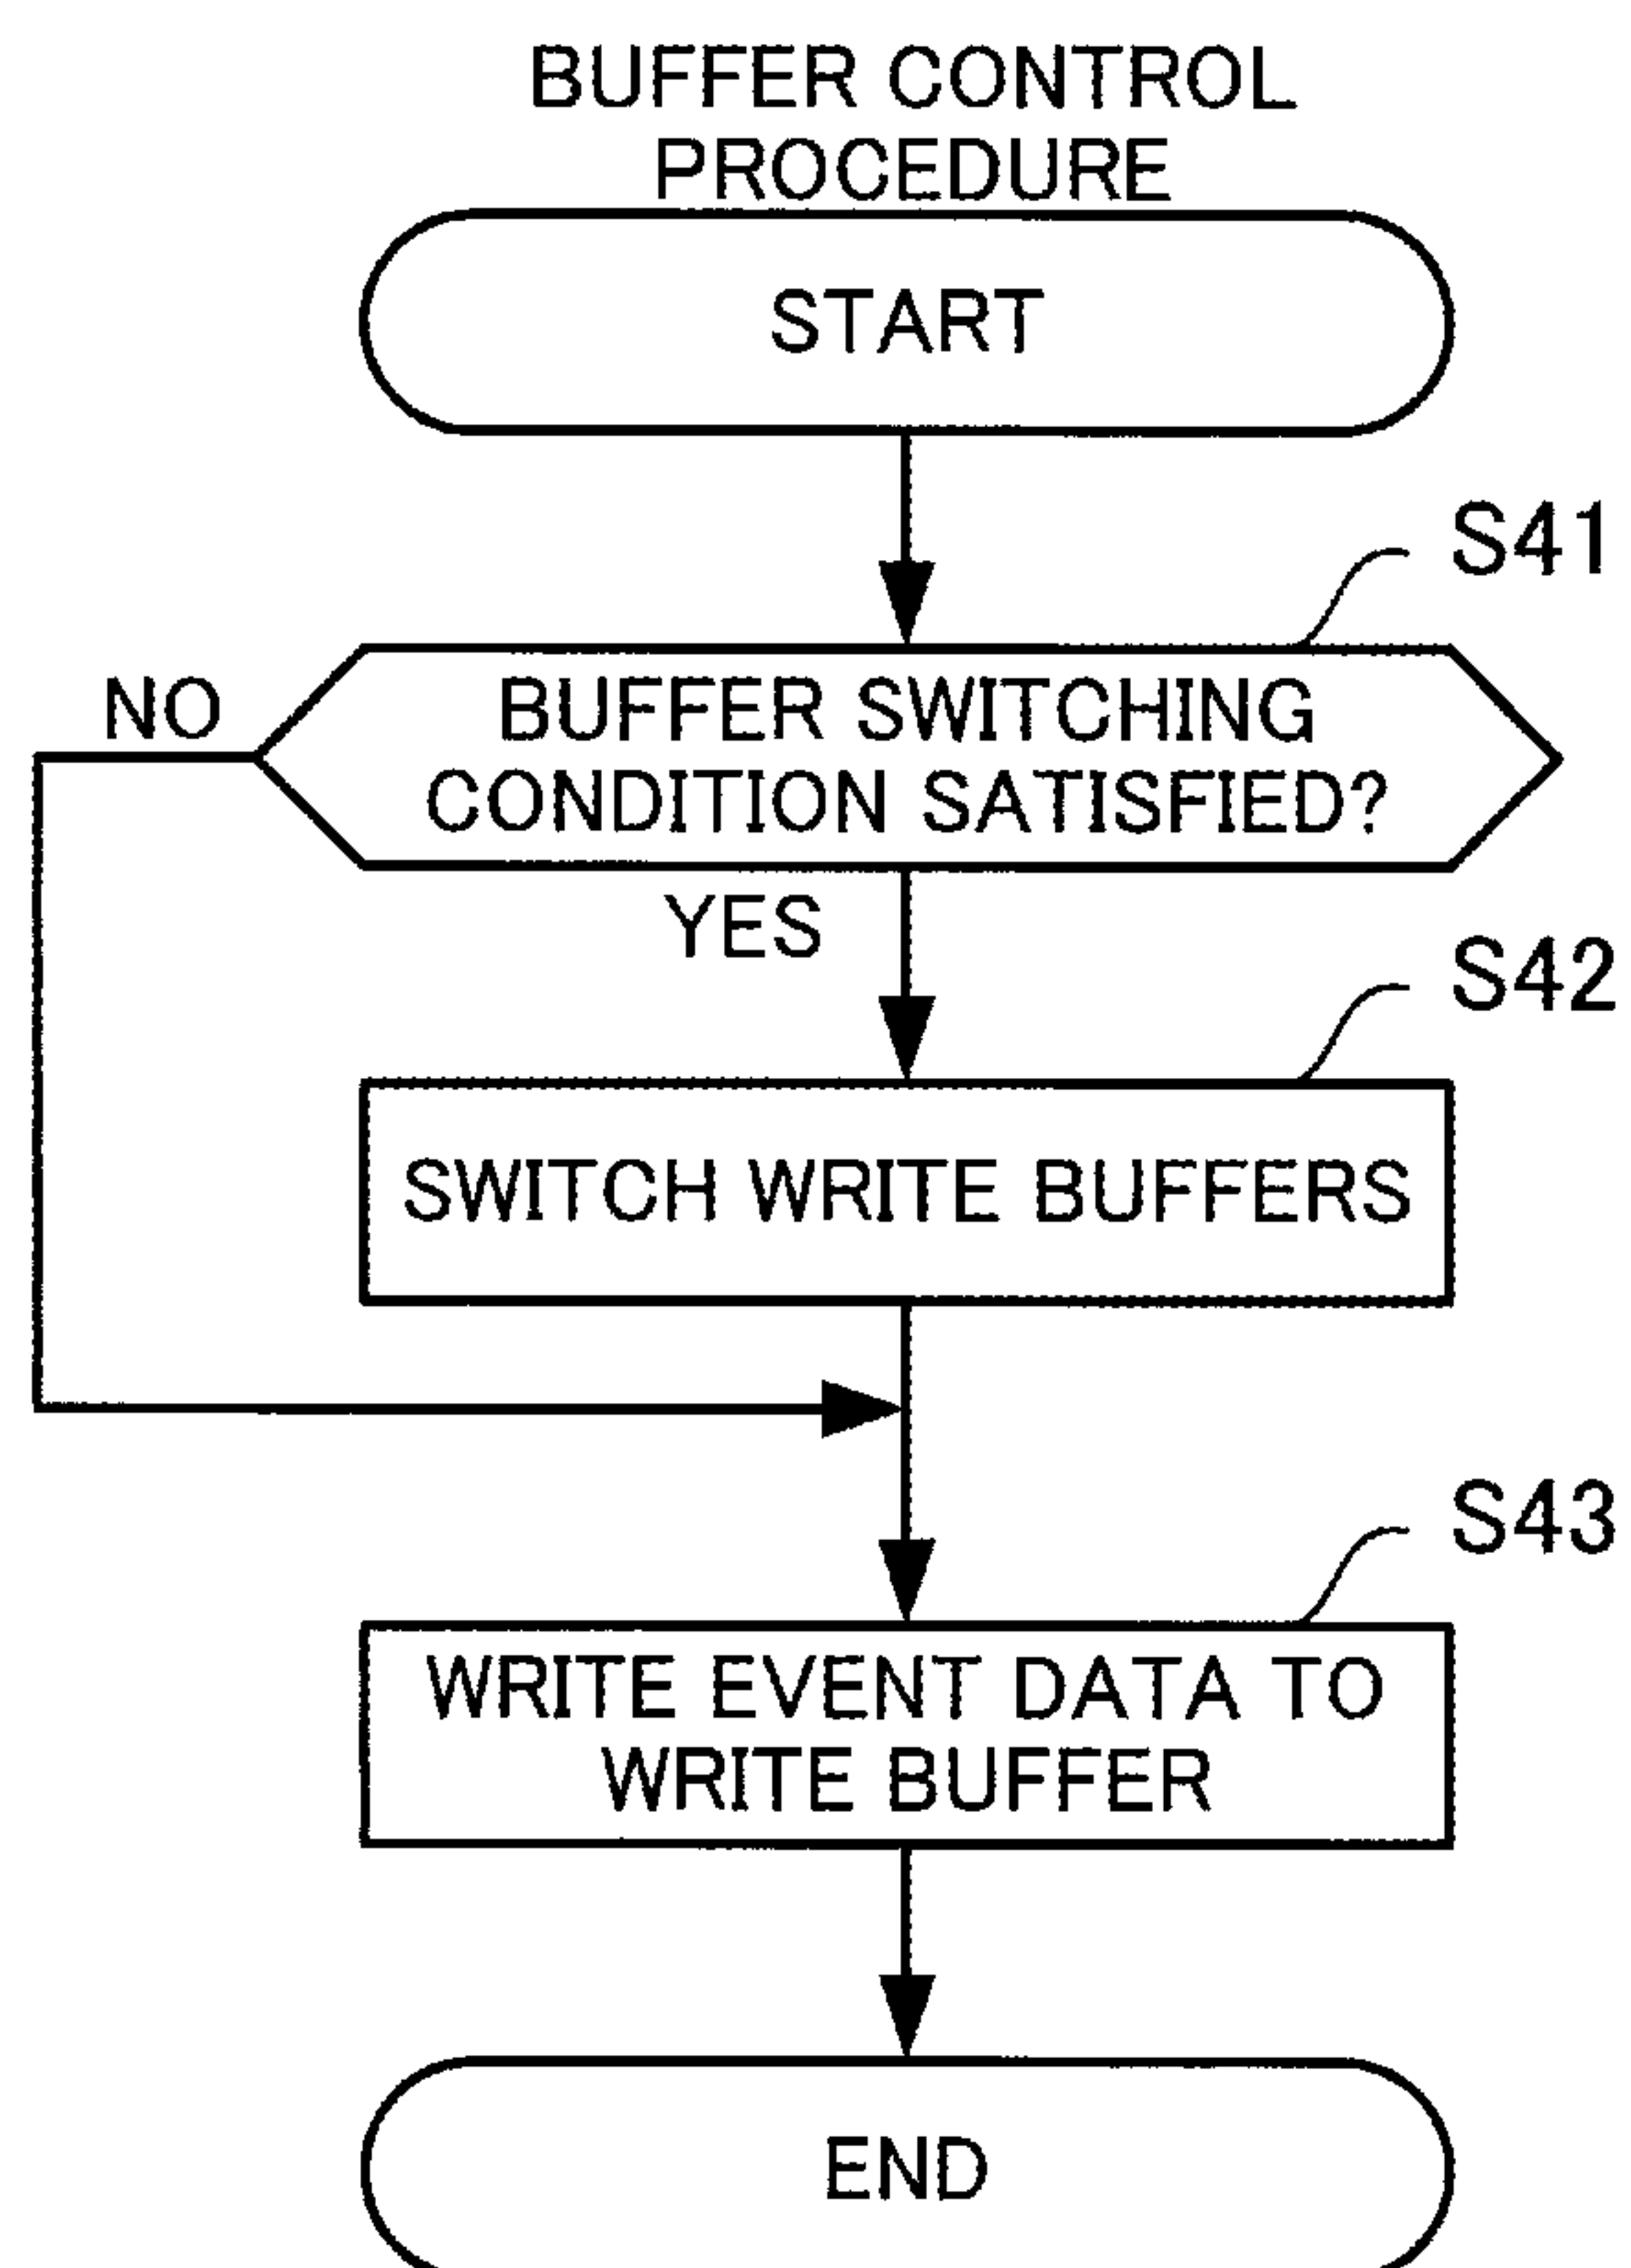 BUFFER CONTROL
PROCEDURE
START
S41
NO
BUFFER SWITCHING
CONDITION SATISFIED?
YES
S42
SWITCH WRITE BUFFERS
S43
WRITE EVENT DATA TO
WRITE BUFFER
END